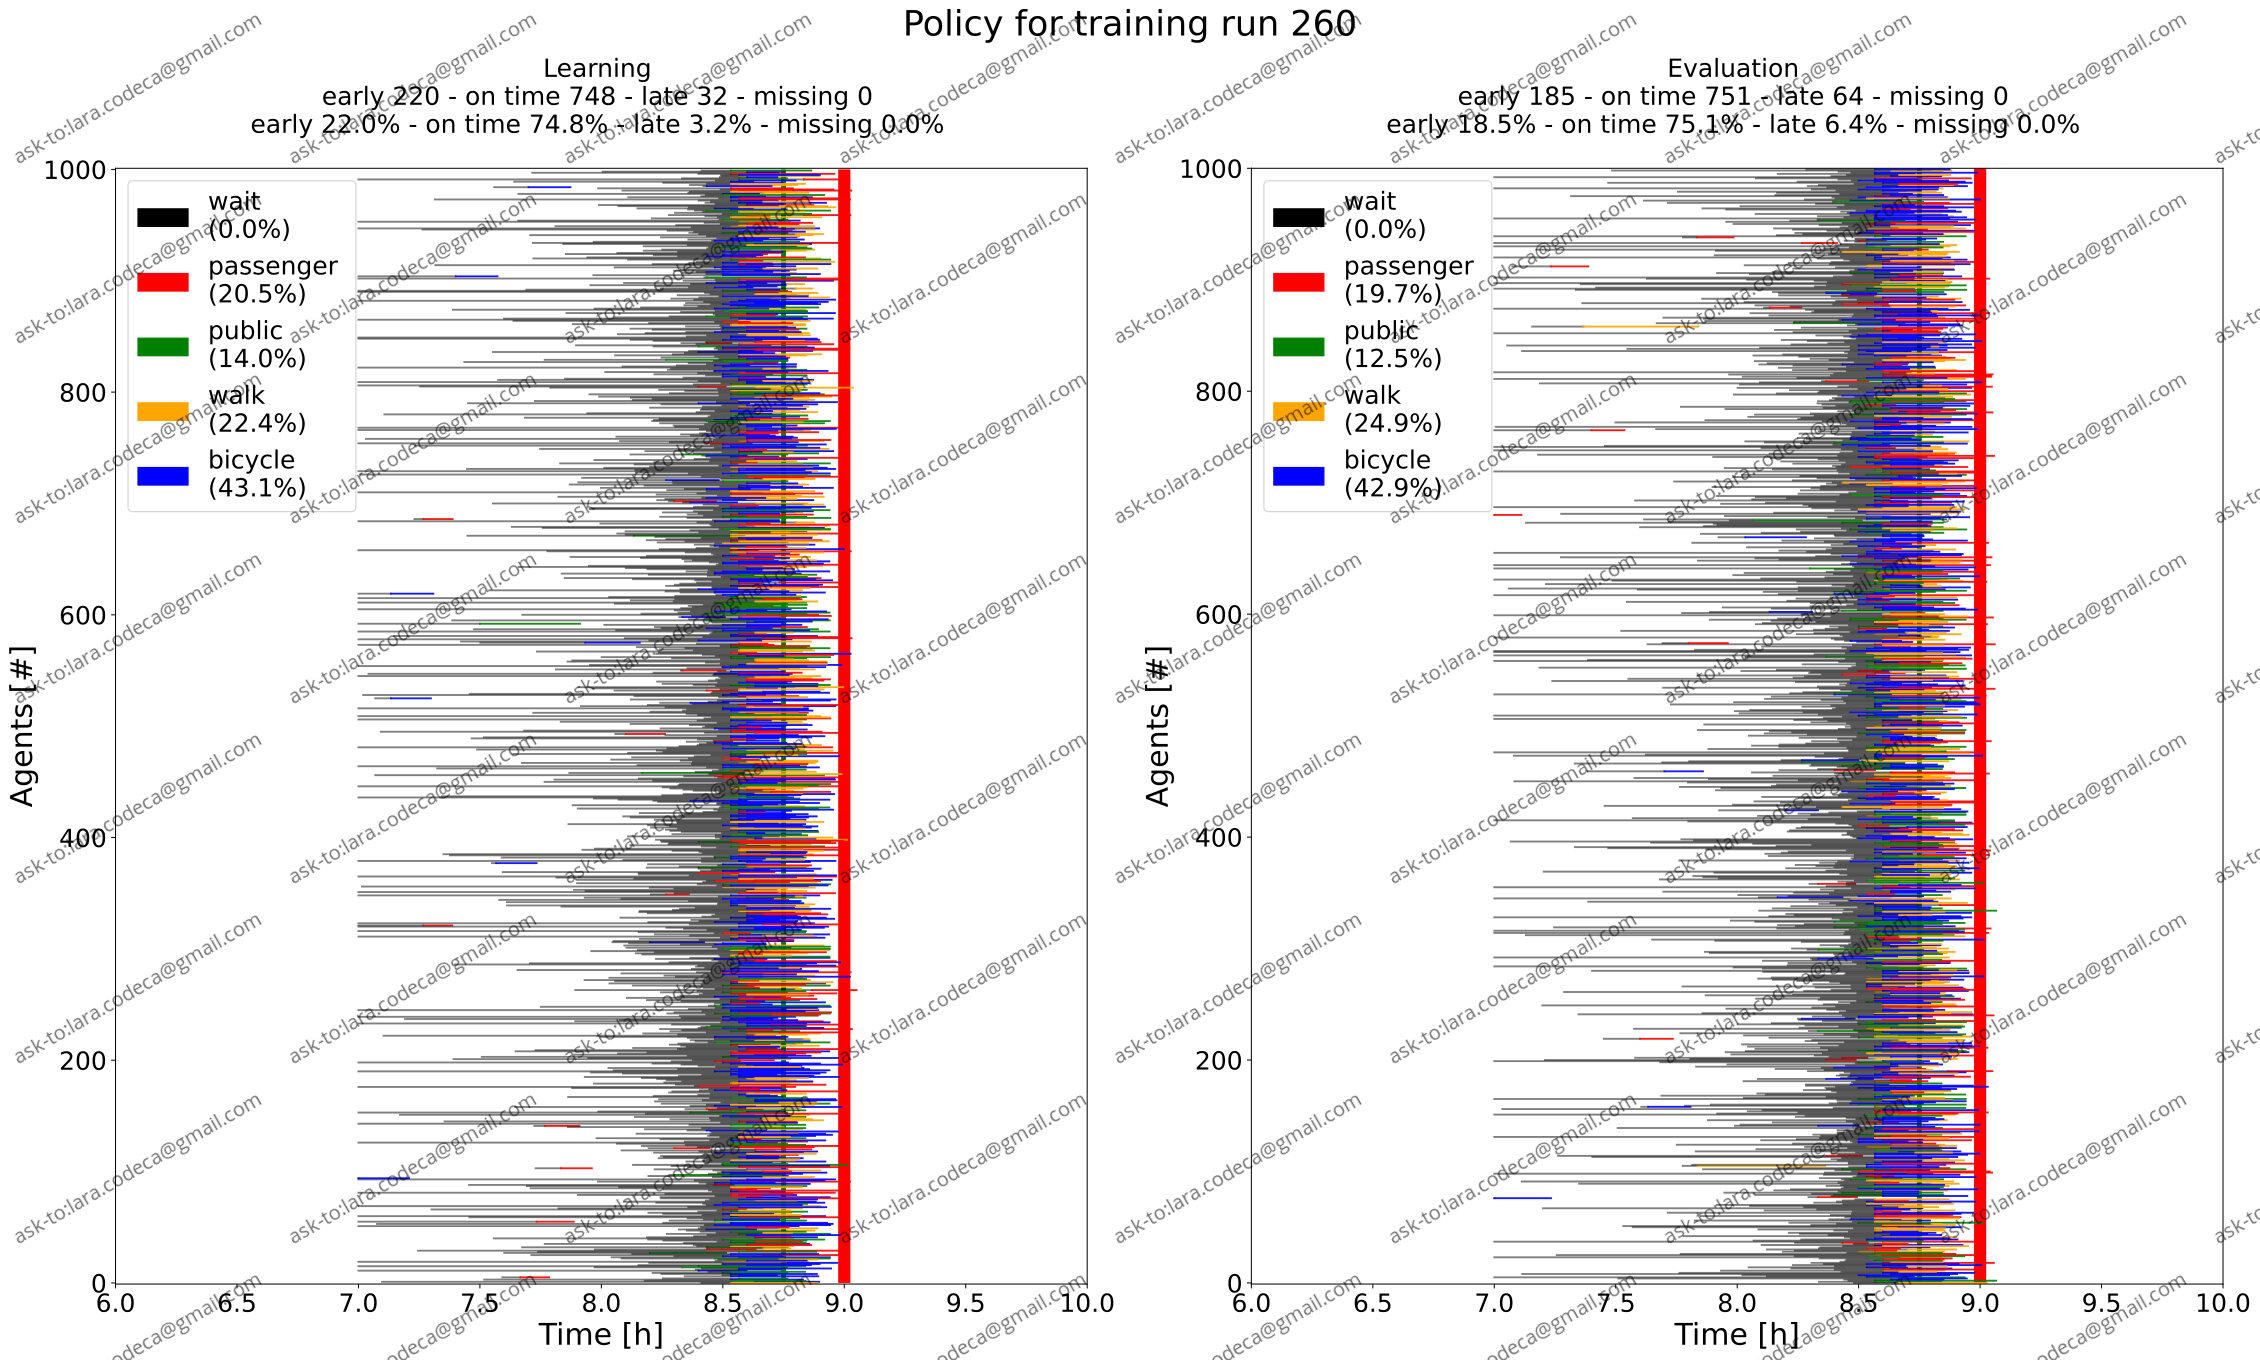 Policy for training run 260
Learning
early 220 - on time 748 - late 32 - missing 0
early 22.0% - on time 74.8% - late 3.2% - missing 0.0%
1000
800
600
400
200
0
Agents [#]
wait
(0.0%)
passenger
(20.5%)
public
(14.0%)
walk
(22.4%)
bicycle
(43.1%)
6.0 6.5 7.0 7.5 8.0 8.5 9.0 9.5 10.0
Time [h]
Evaluation
early 185 - on time 751 - late 64 - missing 0
early 18.5% - on time 75.1% - late 6.4% - missing 0.0%
1000
800
600
400
200
0
Agents [#]
wait
(0.0%)
passenger
(19.7%)
public
(12.5%)
walk
(24.9%)
bicycle
(42.9%)
6.0 6.5 7.0 7.5 8.0 8.5 9.0 9.5 10.0
Time [h]
ask-to:lara.codeca@gmail.com